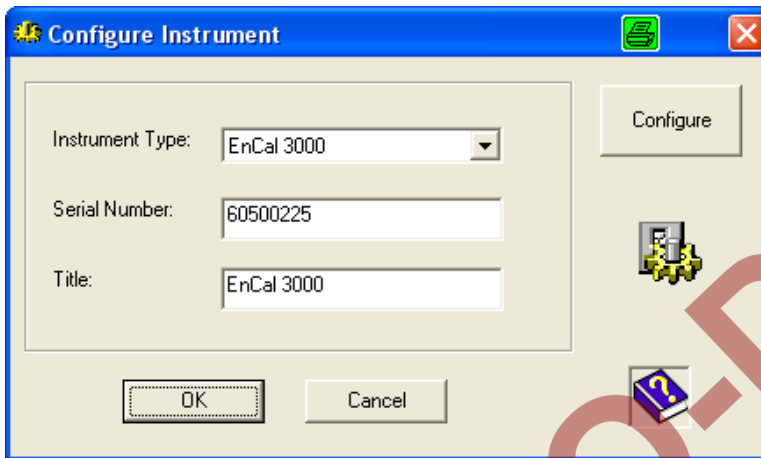 Configure Instrument
Instrument Type:
EnCal 3000
Configure
Serial Number:
60500225
Title:
EnCal 3000
OK
Cancel